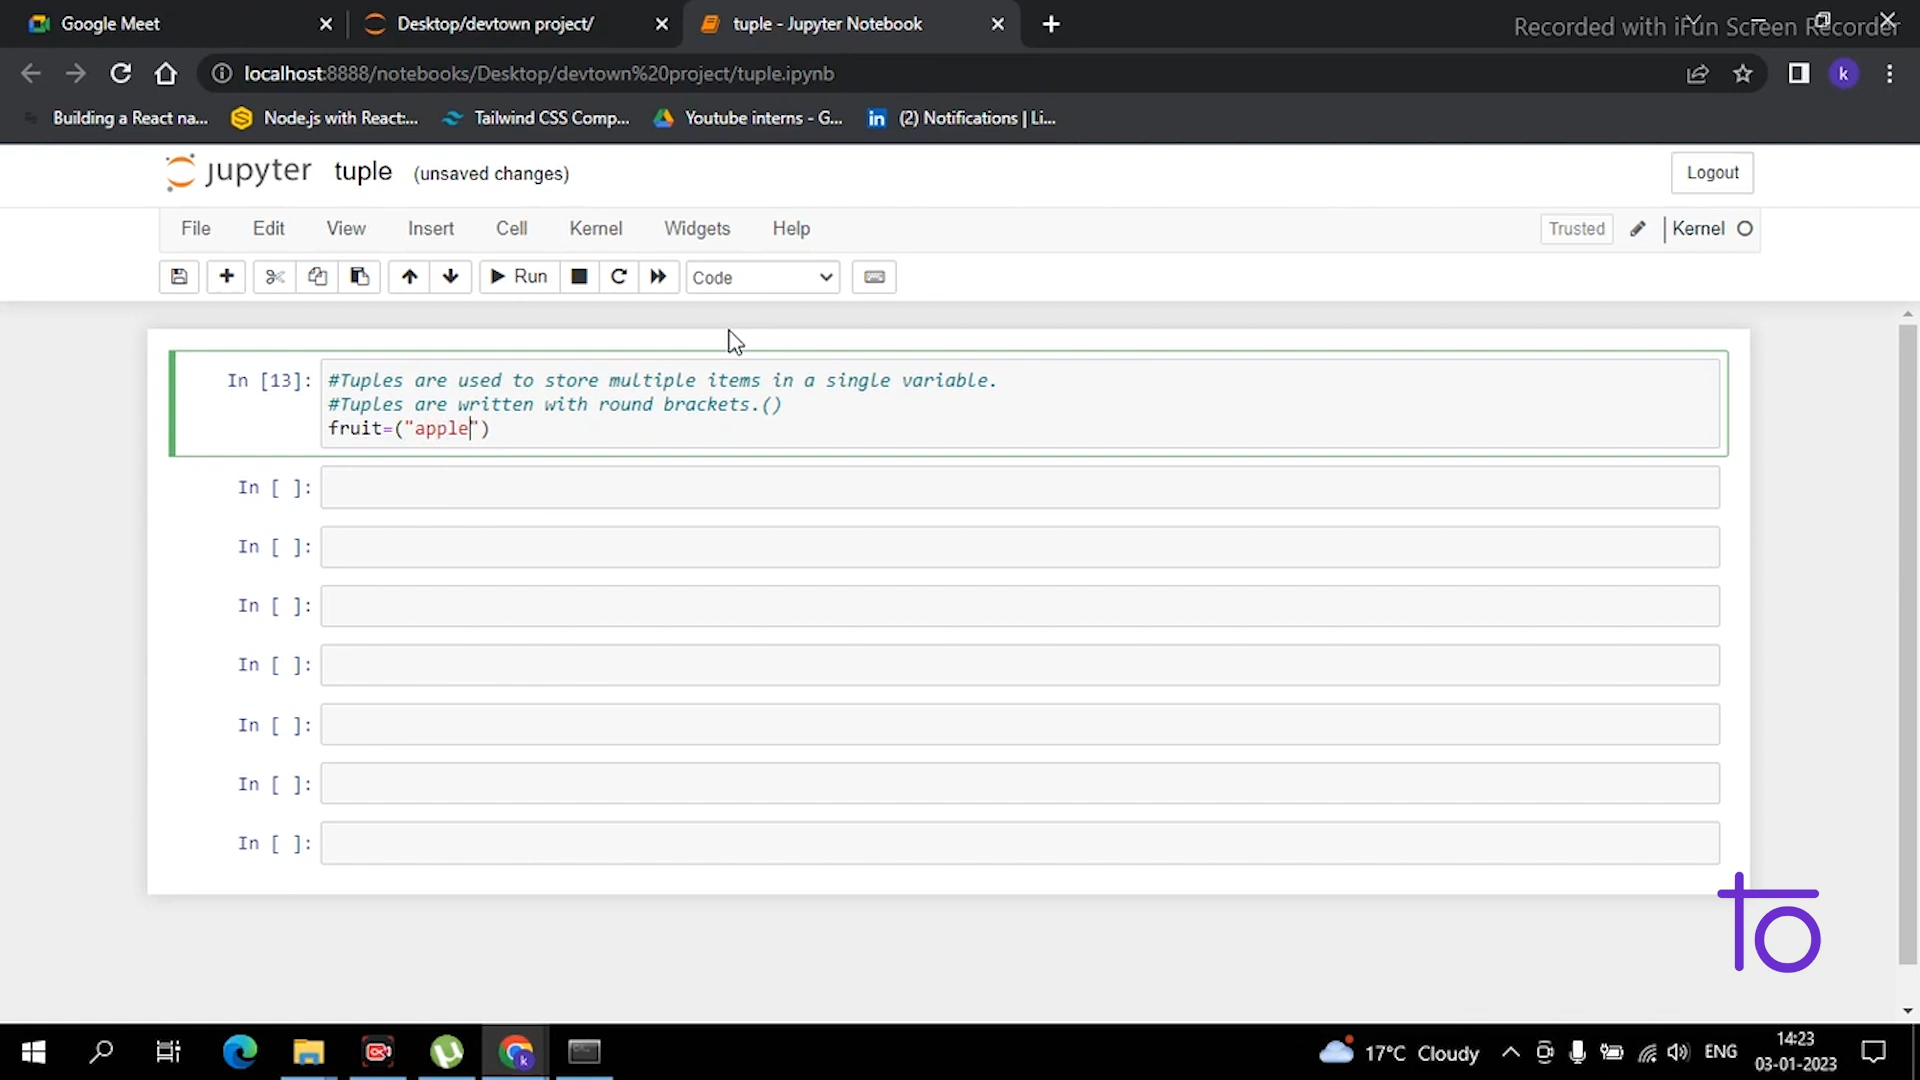 Google Meet
Desktop/devtown project/
tuple - Jupyter Notebook
Recorded with iFun Screen Recorder
localhost:8888/notebooks/Desktop/devtown%20project/tuple.ipynb
k
Building a React na...
Node.js with React:...
Tailwind CSS Comp...
Youtube interns - G...
in
(2) Notifications | Li...
jupyter tuple (unsaved changes)
Logout
File Edit View Insert Cell Kernel Widgets Help
Trusted
Kernel
Run
Code
In [13]:
#Tuples are used to store multiple items in a single variable.
#Tuples are written with round brackets.()
fruit=("apple")
In [ ]:
In [ ]:
In [ ]:
In [ ]:
In [ ]:
In [ ]:
In [ ]:
17°C Cloudy
ENG
14:23
03-01-2023